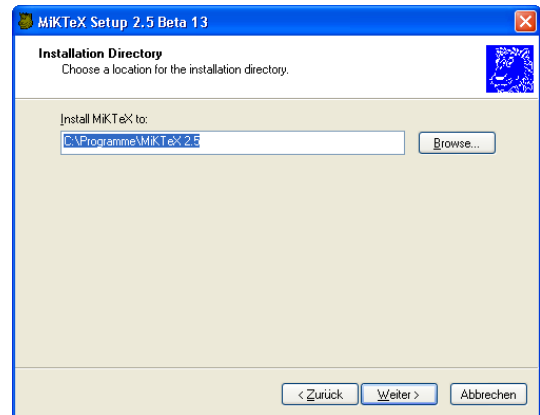 MiKTeX Setup 2.5 Beta 13
Installation Directory
Choose a location for the installation directory.
Install MiKTeX to:
C:\Programme\MiKTeX 2.5
Browse...
< Zurück
Weiter >
Abbrechen